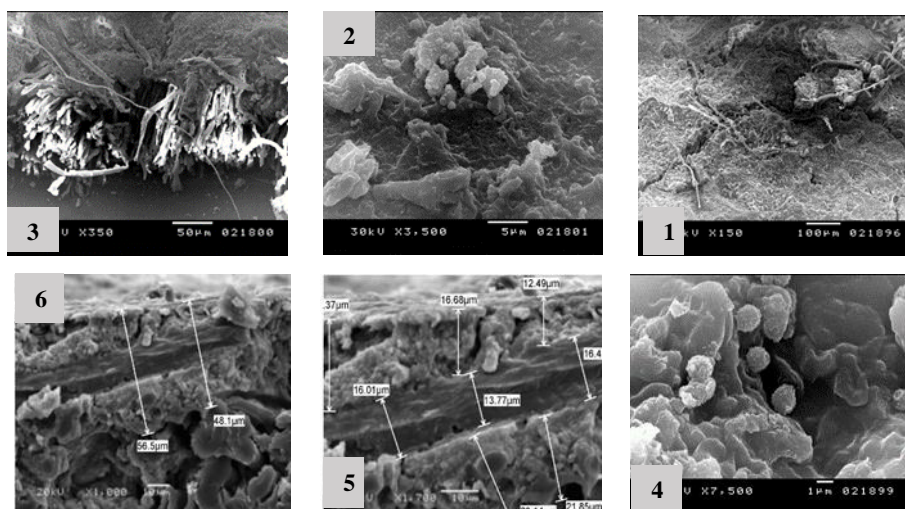 3
V X350 50µm 021800
2
30kV X3,500 5µm 021801
1
V X150 100µm 021896
6
56.5µm
48.1µm
20kV X1,000 10µm
12.49µm
16.68µm
.37µm
16.4
16.01µm
13.77µm
21.85µm
5
X1,700 10µm
4
V X7,500 1µm 021899